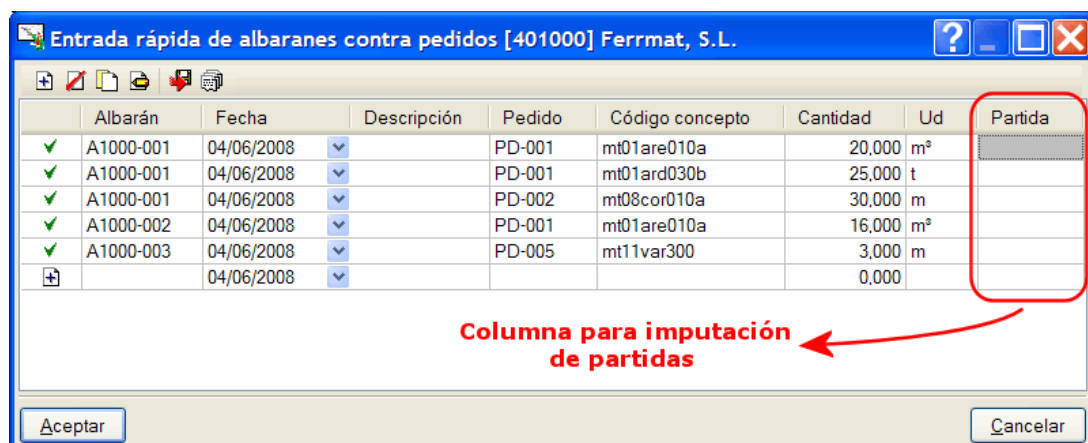 Entrada rápida de albaranes contra pedidos [401000] Ferrmat, S.L.
Albarán Fecha Descripción Pedido Código concepto Cantidad Ud Partida
A1000-001 04/06/2008 PD-001 mt01are010a 20,000 m³
A1000-001 04/06/2008 PD-001 mt01ard030b 25,000 t
A1000-001 04/06/2008 PD-002 mt08cor010a 30,000 m
A1000-002 04/06/2008 PD-001 mt01are010a 16,000 m³
A1000-003 04/06/2008 PD-005 mt11var300 3,000 m
04/06/2008 0,000
Columna para imputación
de partidas
Aceptar Cancelar